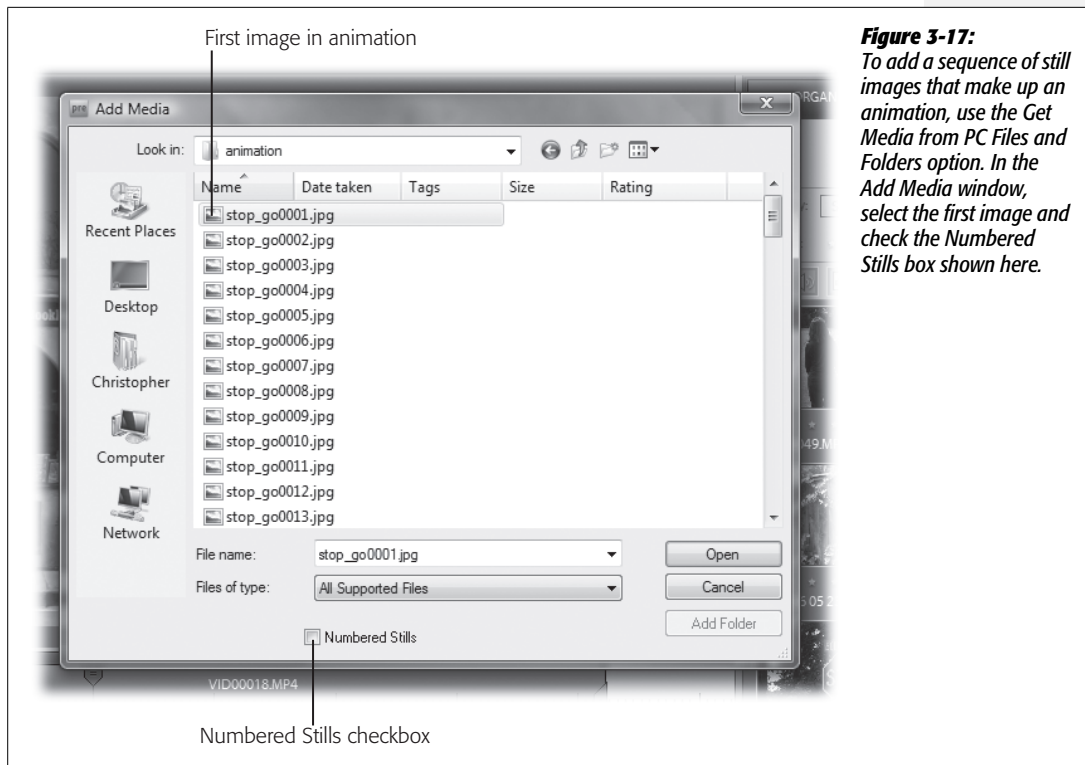 First image in animation
pre Add Media
Look in: animation
Name Date taken Tags Size Rating
Recent Places
Desktop
Christopher
Computer
Network
stop_go0001.jpg
stop_go0002.jpg
stop_go0003.jpg
stop_go0004.jpg
stop_go0005.jpg
stop_go0006.jpg
stop_go0007.jpg
stop_go0008.jpg
stop_go0009.jpg
stop_go0010.jpg
stop_go0011.jpg
stop_go0012.jpg
stop_go0013.jpg
File name: stop_go0001.jpg Open
Files of type: All Supported Files Cancel
Numbered Stills Add Folder
VID00018.MP4
Numbered Stills checkbox
Figure 3-17:
To add a sequence of still
images that make up an
animation, use the Get
Media from PC Files and
Folders option. In the
Add Media window,
select the first image and
check the Numbered
Stills box shown here.